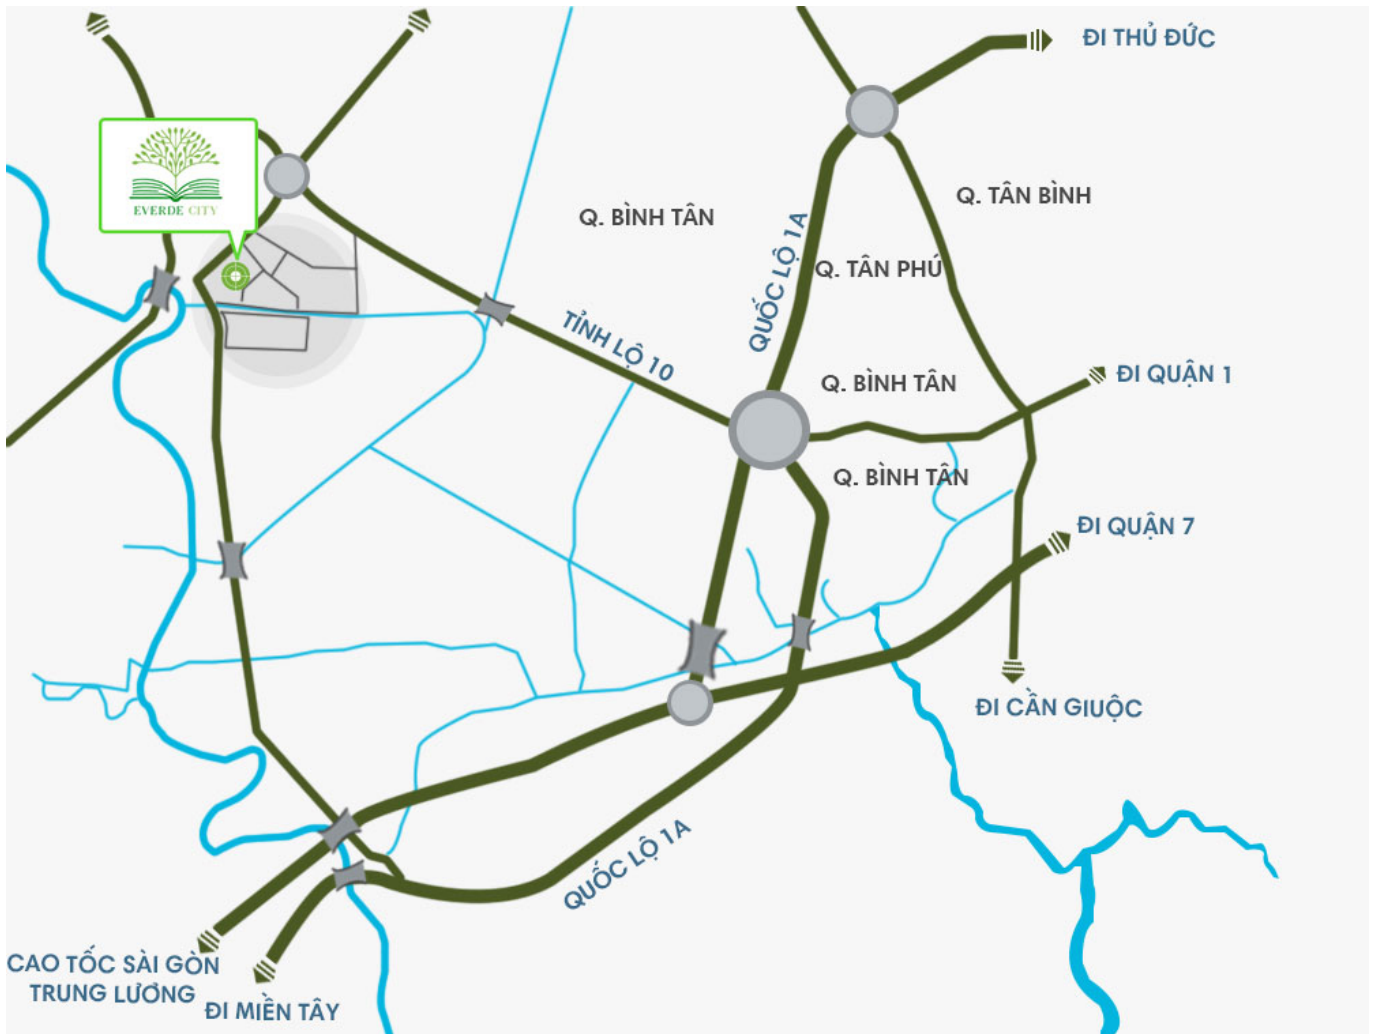 ĐI THỦ ĐỨC
EVERDE CITY
Q. TÂN BÌNH
Q. BÌNH TÂN
QUỐC LỘ 1A
Q. TÂN PHÚ
TỈNH LỘ 10
ĐI QUẬN 1
Q. BÌNH TÂN
Q. BÌNH TÂN
ĐI QUẬN 7
ĐI CẦN GIUỘC
QUỐC LỘ 1A
CAO TỐC SÀI GÒN
TRUNG LƯƠNG
ĐI MIỀN TÂY